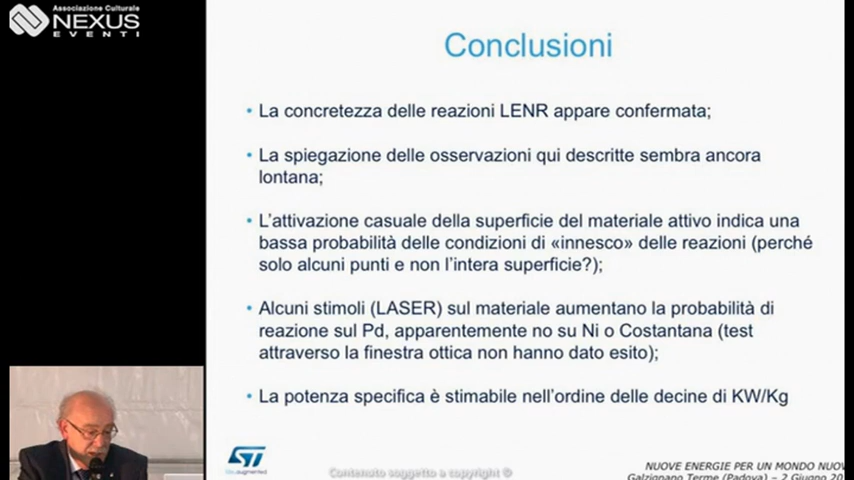 Associazione Culturale
NEXUS
EVENTI
Conclusioni
• La concretezza delle reazioni LENR appare confermata;
• La spiegazione delle osservazioni qui descritte sembra ancora
lontana;
• L'attivazione casuale della superficie del materiale attivo indica una
bassa probabilità delle condizioni di «innesco» delle reazioni (perché
solo alcuni punti e non l'intera superficie?);
• Alcuni stimoli (LASER) sul materiale aumentano la probabilità di
reazione sul Pd, apparentemente no su Ni o Costantana (test
attraverso la finestra ottica non hanno dato esito);
• La potenza specifica è stimabile nell'ordine delle decine di KW/Kg
ST
life.augmented
Contenuto soggetto a copyright ©
NUOVE ENERGIE PER UN MONDO NUOV
Galzignano Terme (Padova) – 2 Giugno 20